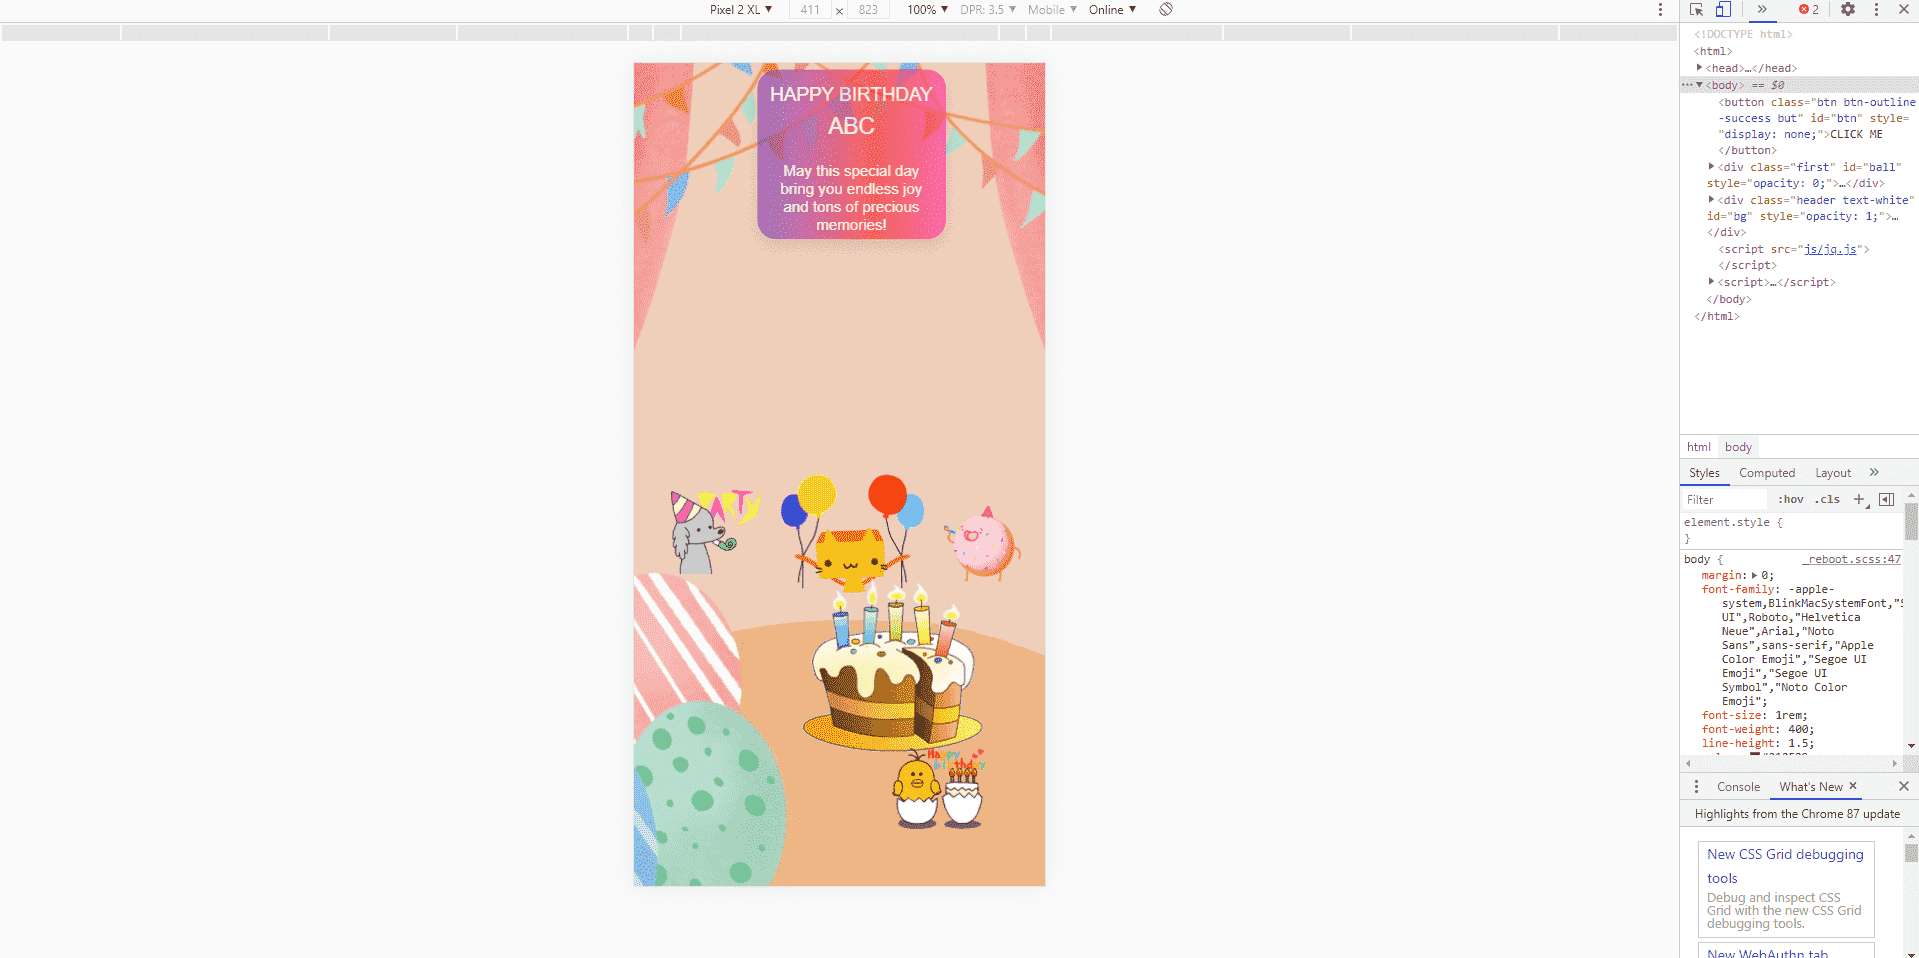 Pixel 2 XL ▼ 411 × 823 100% ▼ DPR: 3.5 ▼ Mobile ▼ Online ▼
2
HAPPY BIRTHDAY
ABC
May this special day
bring you endless joy
and tons of precious
memories!
PARTY
Happy
birthday
<!DOCTYPE html>
<html>
<head>…</head>
<body> == $0
<button class="btn btn-outline
-success but" id="btn" style=
"display: none;">CLICK ME
</button>
<div class="first" id="ball"
style="opacity: 0;">…</div>
<div class="header text-white"
id="bg" style="opacity: 1;">…
</div>
<script src="js/jq.js">
</script>
<script>…</script>
</body>
</html>
html body
Styles Computed Layout »
Filter :hov .cls +
element.style {
}
body { _reboot.scss:47
margin: 0;
font-family: -apple-
system,BlinkMacSystemFont,"S
UI",Roboto,"Helvetica
Neue",Arial,"Noto
Sans",sans-serif,"Apple
Color Emoji","Segoe UI
Emoji","Segoe UI
Symbol","Noto Color
Emoji";
font-size: 1rem;
font-weight: 400;
line-height: 1.5;
Console What's New ×
Highlights from the Chrome 87 update
New CSS Grid debugging
tools
Debug and inspect CSS
Grid with the new CSS Grid
debugging tools.
New WebAuthn tab